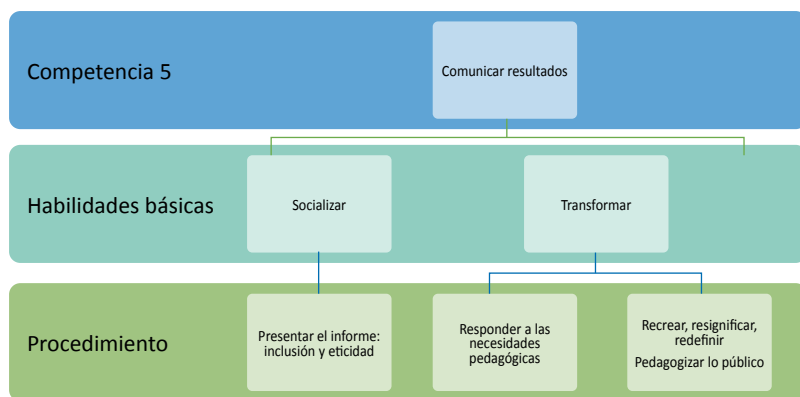 Competencia 5
Comunicar resultados
Habilidades básicas
Socializar
Transformar
Procedimiento
Presentar el informe:
inclusión y eticidad
Responder a las
necesidades
pedagógicas
Recrear, resignificar,
redefinir
Pedagogizar lo público